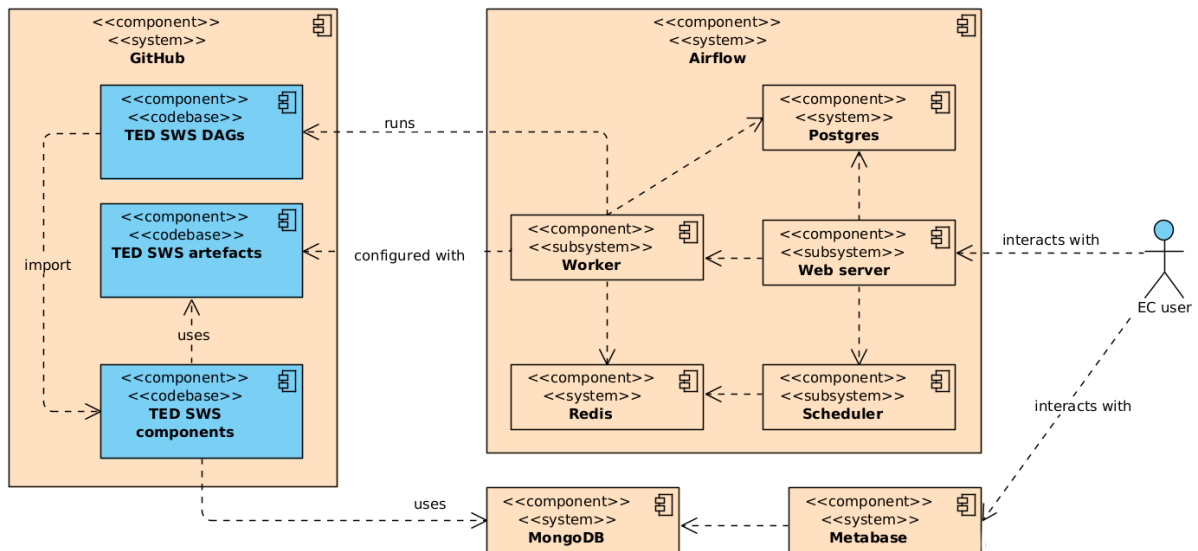 <<component>>
<<system>>
GitHub
<<component>>
<<codebase>>
TED SWS DAGs
<<component>>
<<codebase>>
TED SWS artefacts
import
uses
<<component>>
<<codebase>>
TED SWS
components
runs
configured with
uses
<<component>>
<<system>>
Airflow
<<component>>
<<system>>
Postgres
<<component>>
<<subsystem>>
Worker
<<component>>
<<subsystem>>
Web server
<<component>>
<<system>>
Redis
<<component>>
<<subsystem>>
Scheduler
interacts with
EC user
interacts with
<<component>>
<<system>>
MongoDB
<<component>>
<<system>>
Metabase